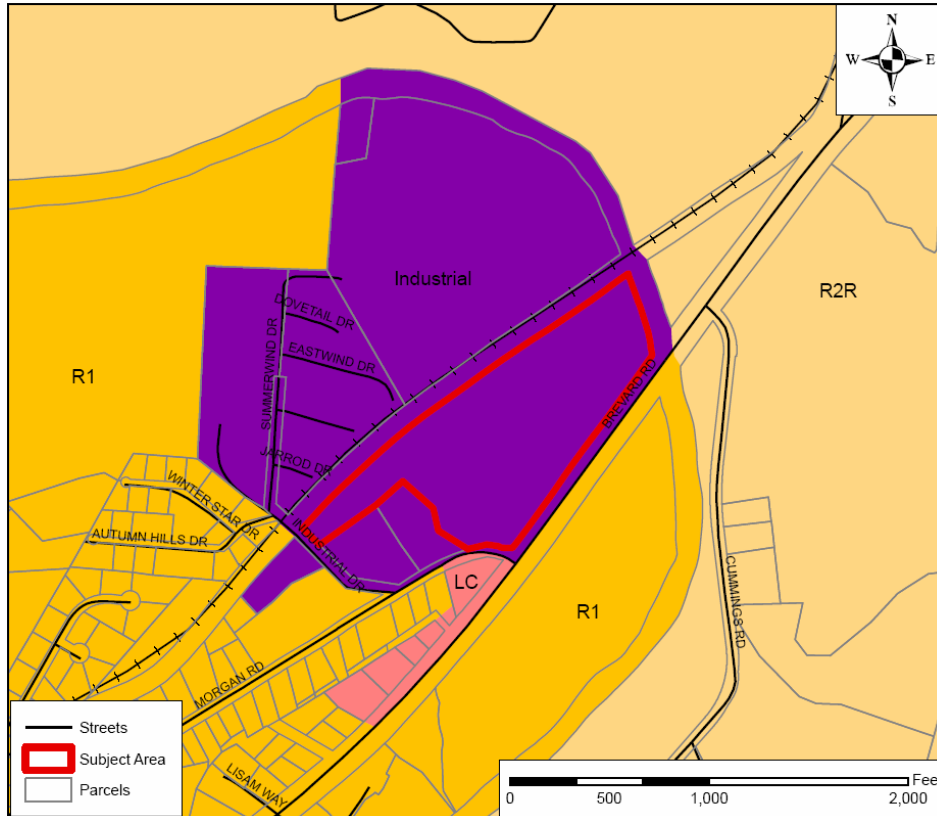 N
W E
S
Industrial
DOVETAIL DR
R2R
EASTWIND DR
R1
SUMMERWIND DR
BREVARD RD
JARROD DR
WINTER STAR DR
INDUSTRIAL DR
AUTUMN HILLS DR
LC
R1
CUMMINGS RD
MORGAN RD
Streets
Subject Area
Parcels
LISAM WAY
Fee
0 500 1,000 2,000